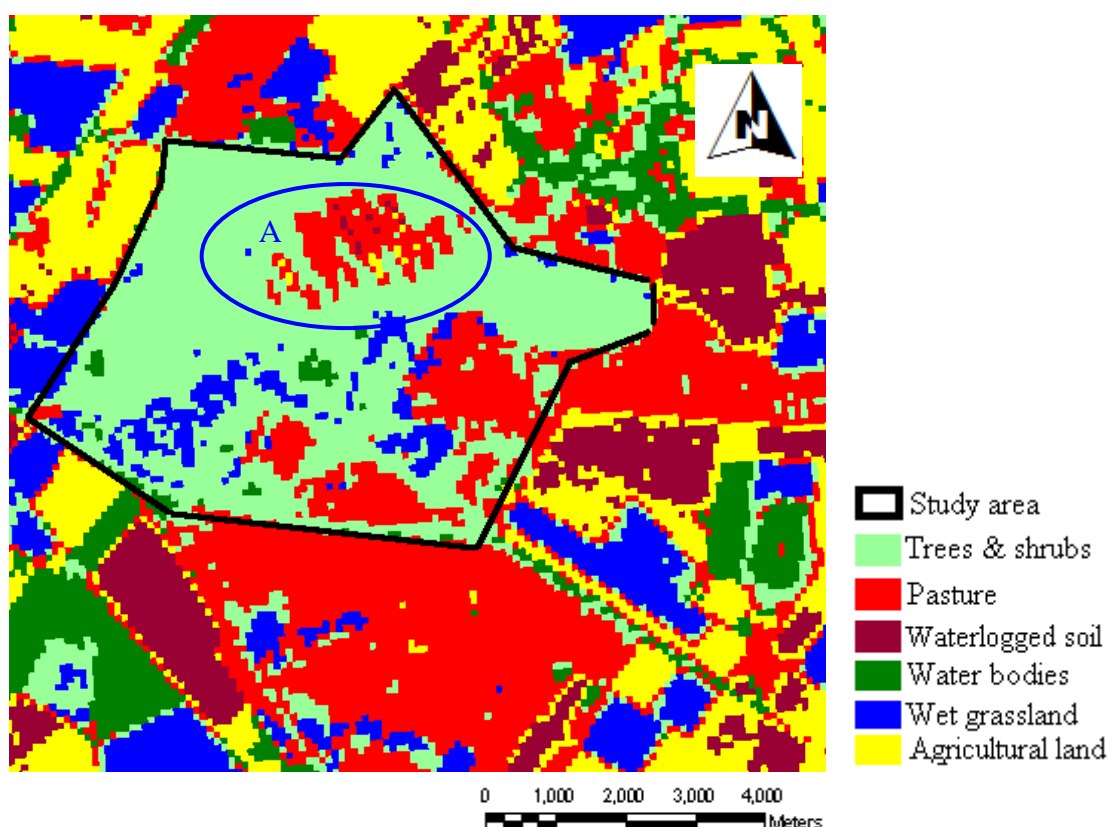 N
A
Study area
Trees & shrubs
Pasture
Waterlogged soil
Water bodies
Wet grassland
Agricultural land
0 1,000 2,000 3,000 4,000
Meters